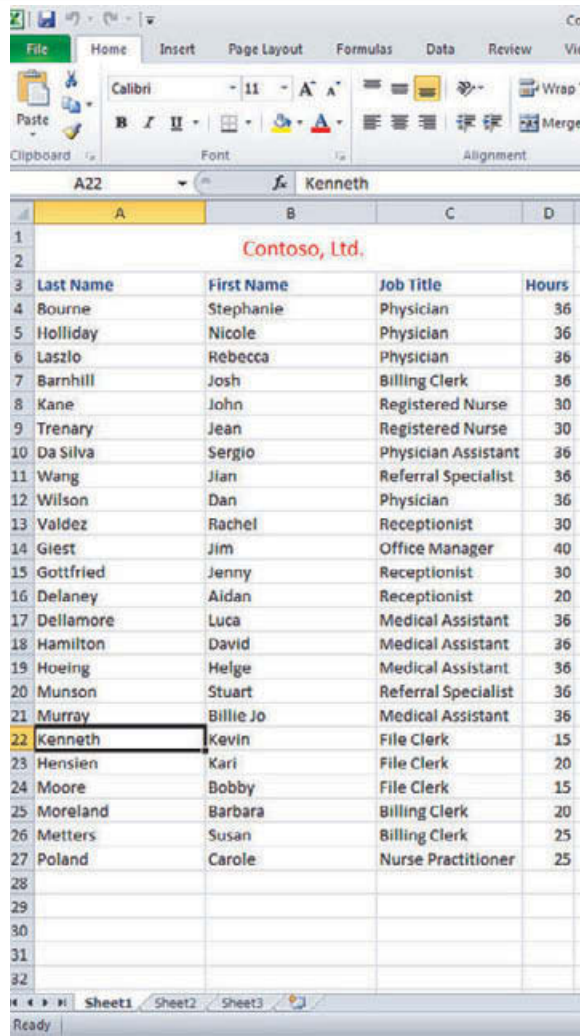 Co
File Home Insert Page Layout Formulas Data Review Vi
Calibri 11 A A Wrap
Paste B I U A Merge
Clipboard Font Alignment
A22 fx Kenneth
A B C D
1 Contoso, Ltd.
2
3 Last Name First Name Job Title Hours
4 Bourne Stephanie Physician 36
5 Holliday Nicole Physician 36
6 Laszlo Rebecca Physician 36
7 Barnhill Josh Billing Clerk 36
8 Kane John Registered Nurse 30
9 Trenary Jean Registered Nurse 30
10 Da Silva Sergio Physician Assistant 36
11 Wang Jian Referral Specialist 36
12 Wilson Dan Physician 36
13 Valdez Rachel Receptionist 30
14 Giest Jim Office Manager 40
15 Gottfried Jenny Receptionist 30
16 Delaney Aidan Receptionist 20
17 Dellamore Luca Medical Assistant 36
18 Hamilton David Medical Assistant 36
19 Hoeing Helge Medical Assistant 36
20 Munson Stuart Referral Specialist 36
21 Murray Billie Jo Medical Assistant 36
22 Kenneth Kevin File Clerk 15
23 Hensien Kari File Clerk 20
24 Moore Bobby File Clerk 15
25 Moreland Barbara Billing Clerk 20
26 Metters Susan Billing Clerk 25
27 Poland Carole Nurse Practitioner 25
28
29
30
31
32
Sheet1 Sheet2 Sheet3
Ready